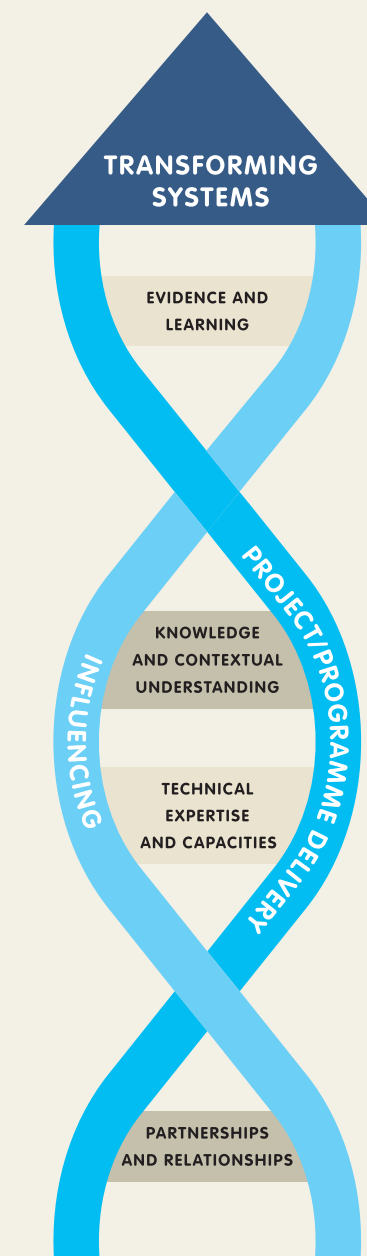 TRANSFORMING
SYSTEMS
EVIDENCE AND
LEARNING
PROJECT/PROGRAMME DELIVERY
KNOWLEDGE
AND CONTEXTUAL
UNDERSTANDING
INFLUENCING
TECHNICAL
EXPERTISE
AND CAPACITIES
PARTNERSHIPS
AND RELATIONSHIPS